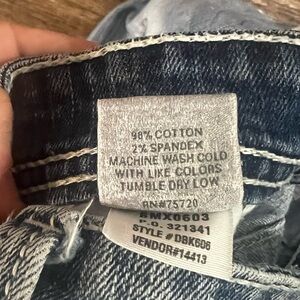 98% COTTON
2% SPANDEX
MACHINE WASH COLD
WITH LIKE COLORS
TUMBLE DRY LOW
RN#75720
BMX0603
P.O. 321341
STYLE # DBK606
VENDOR#14413